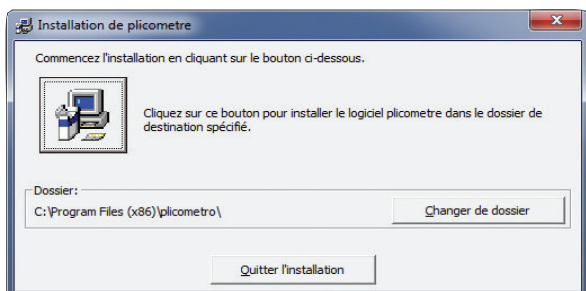 Installation de plicometre
Commencez l'installation en cliquant sur le bouton ci-dessous.
Cliquez sur ce bouton pour installer le logiciel plicometre dans le dossier de
destination spécifié.
Dossier:
C:\Program Files (x86)\plicometro\
Changer de dossier
Quitter l'installation